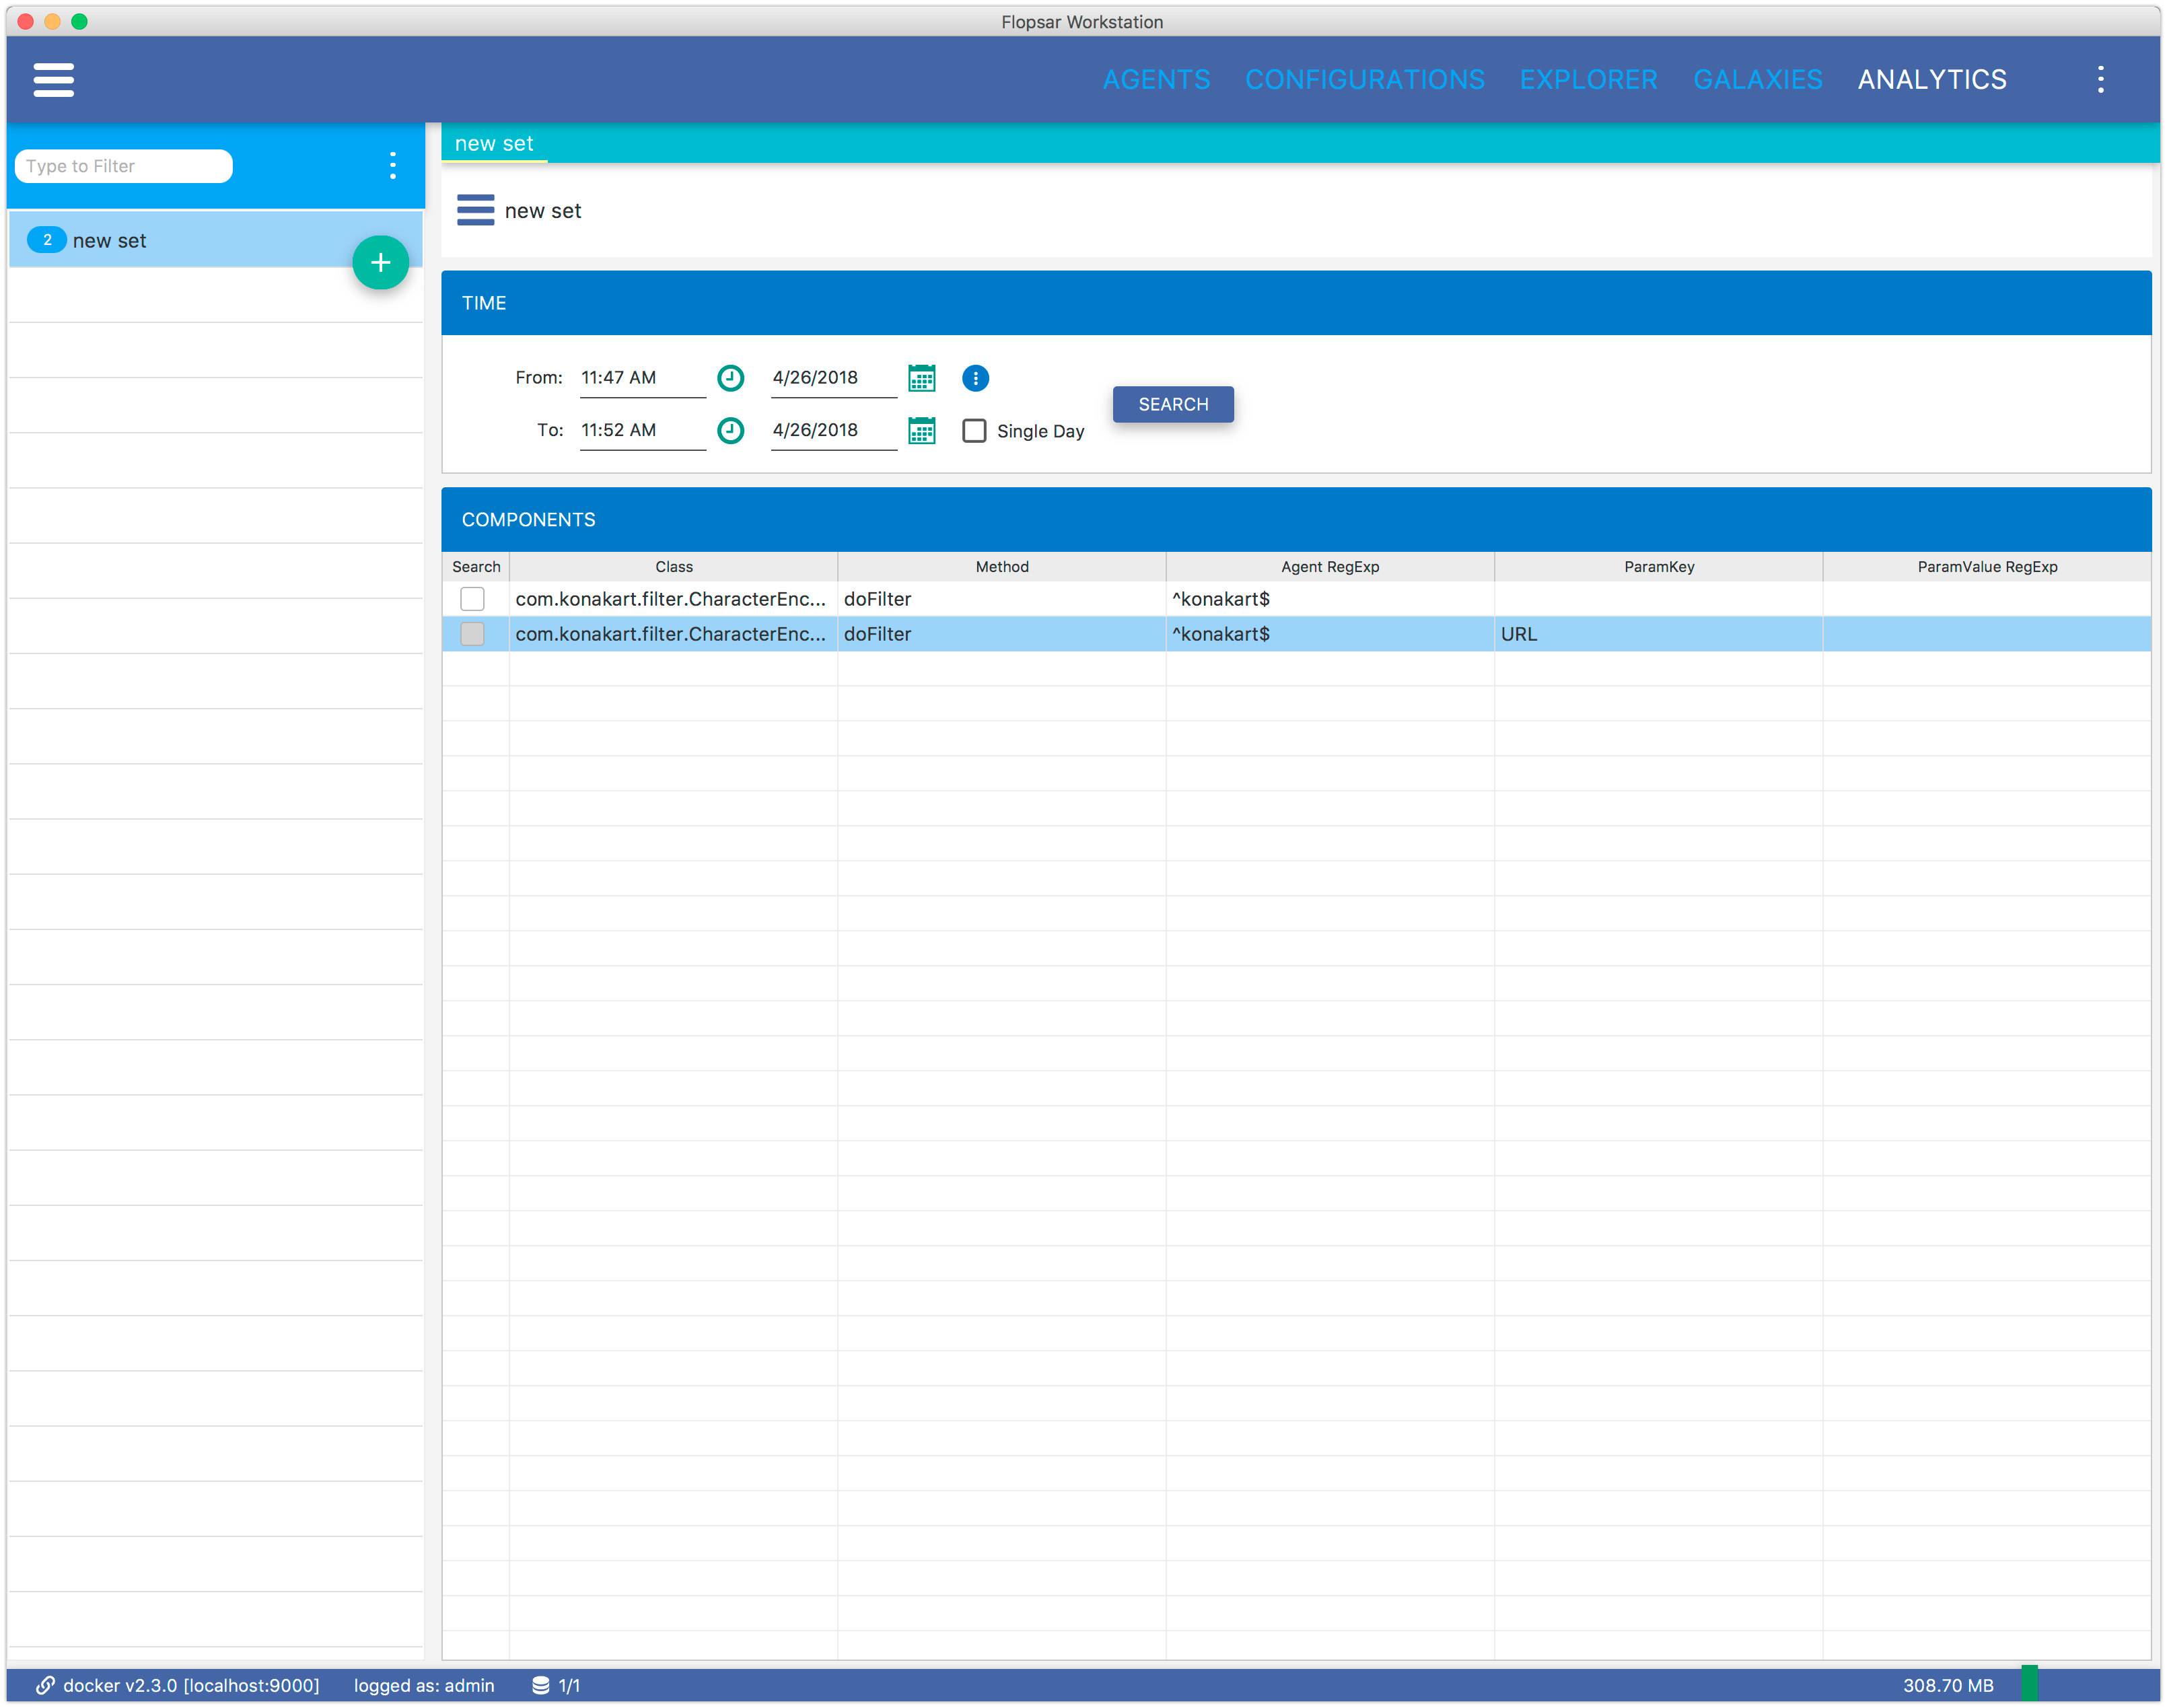 Flopsar Workstation
AGENTS CONFIGURATIONS EXPLORER GALAXIES ANALYTICS
Type to Filter
new set
2 new set
new set
TIME
From: 11:47 AM 4/26/2018
SEARCH
To: 11:52 AM 4/26/2018 Single Day
COMPONENTS
Search Class Method Agent RegExp ParamKey ParamValue RegExp
com.konakart.filter.CharacterEnc... doFilter ^konakart$
com.konakart.filter.CharacterEnc... doFilter ^konakart$ URL
docker v2.3.0 [localhost:9000] logged as: admin 1/1 308.70 MB